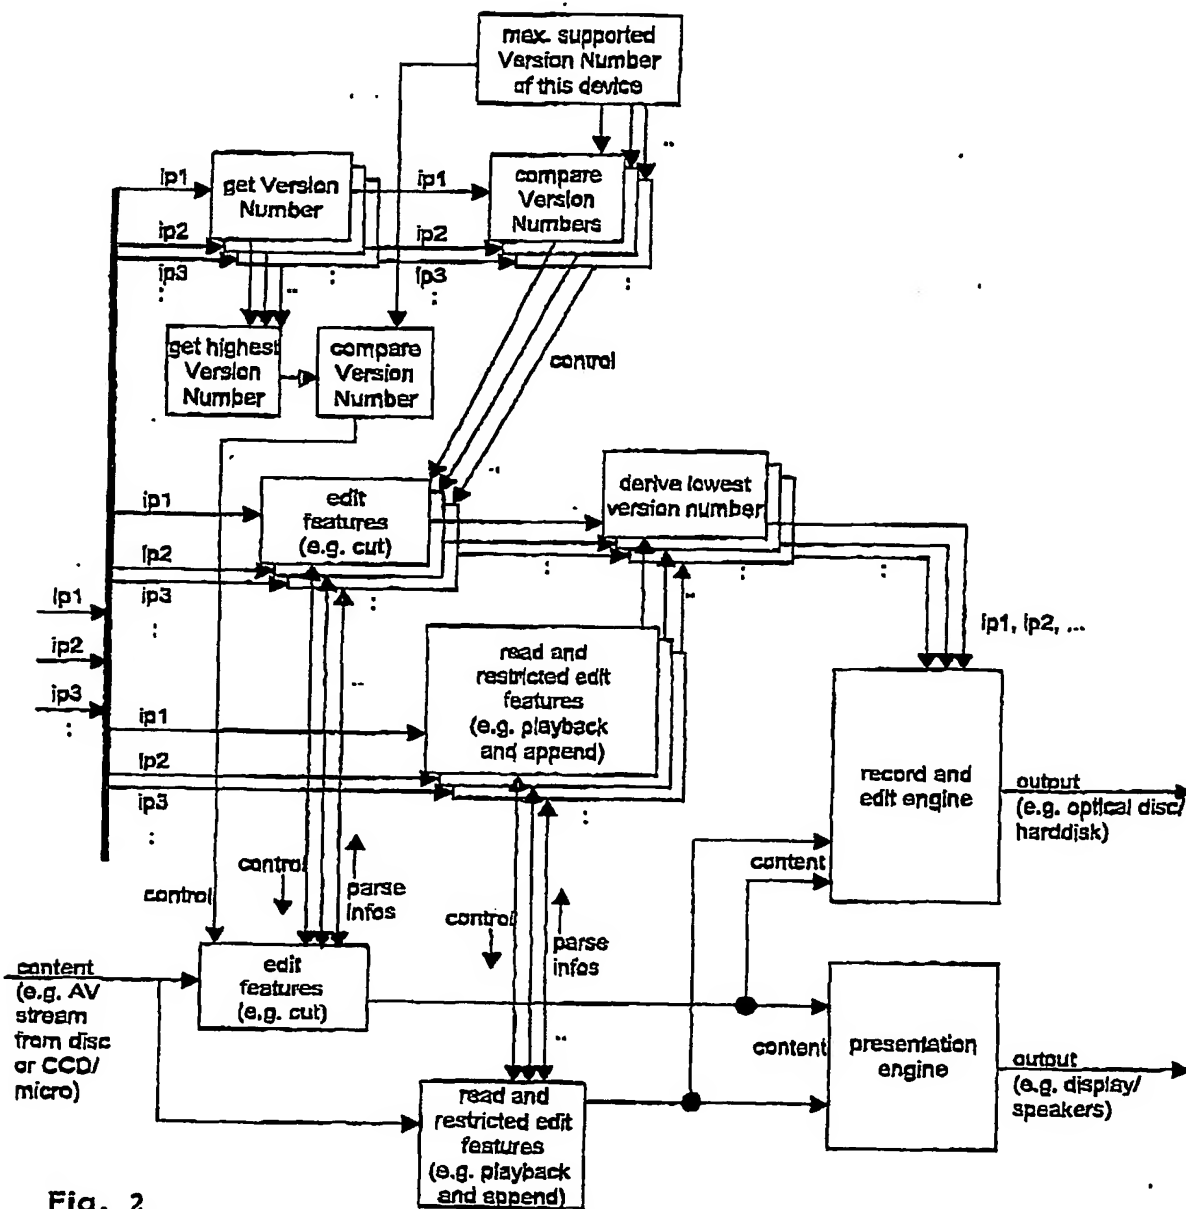 max. supported
Version Number
of this device
ip1
get Version
Number
ip1
compare
Version
Numbers
ip2
ip3
ip2
ip3
get highest
Version
Number
compare
Version
Number
control
ip1
edit
features
(e.g. cut)
derive lowest
version number
ip2
ip3
ip1
ip2
ip3
ip1, ip2, ...
read and
restricted edit
features
(e.g. playback
and append)
ip1
ip2
ip3
record and
edit engine
output
(e.g. optical disc/
harddisk)
content
control
control
parse
infos
control
parse
infos
content
(e.g. AV
stream
from disc
or CCD/
micro)
edit
features
(e.g. cut)
content
presentation
engine
output
(e.g. display/
speakers)
read and
restricted edit
features
(e.g. playback
and append)
Fig. 2